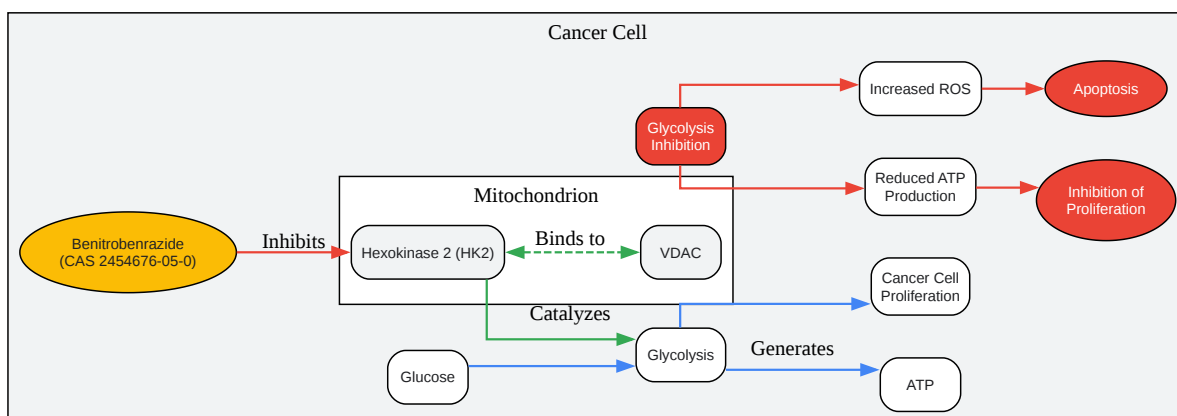 Cancer Cell
Increased ROS
Apoptosis
Glycolysis
Inhibition
Reduced ATP
Production
Inhibition of
Proliferation
Mitochondrion
Benitrobenrazide
(CAS 2454676-05-0)
Inhibits
Hexokinase 2 (HK2)
Binds to
VDAC
Cancer Cell
Proliferation
Catalyzes
Glycolysis
Generates
Glucose
ATP